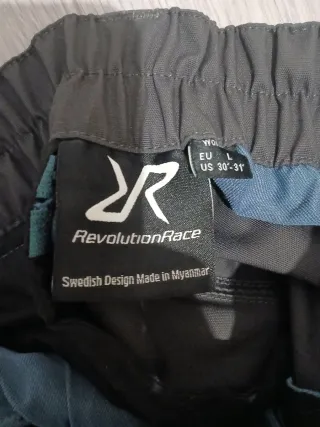 EU L
US 30"-31"
RevolutionRace
Swedish Design Made in Myanmar